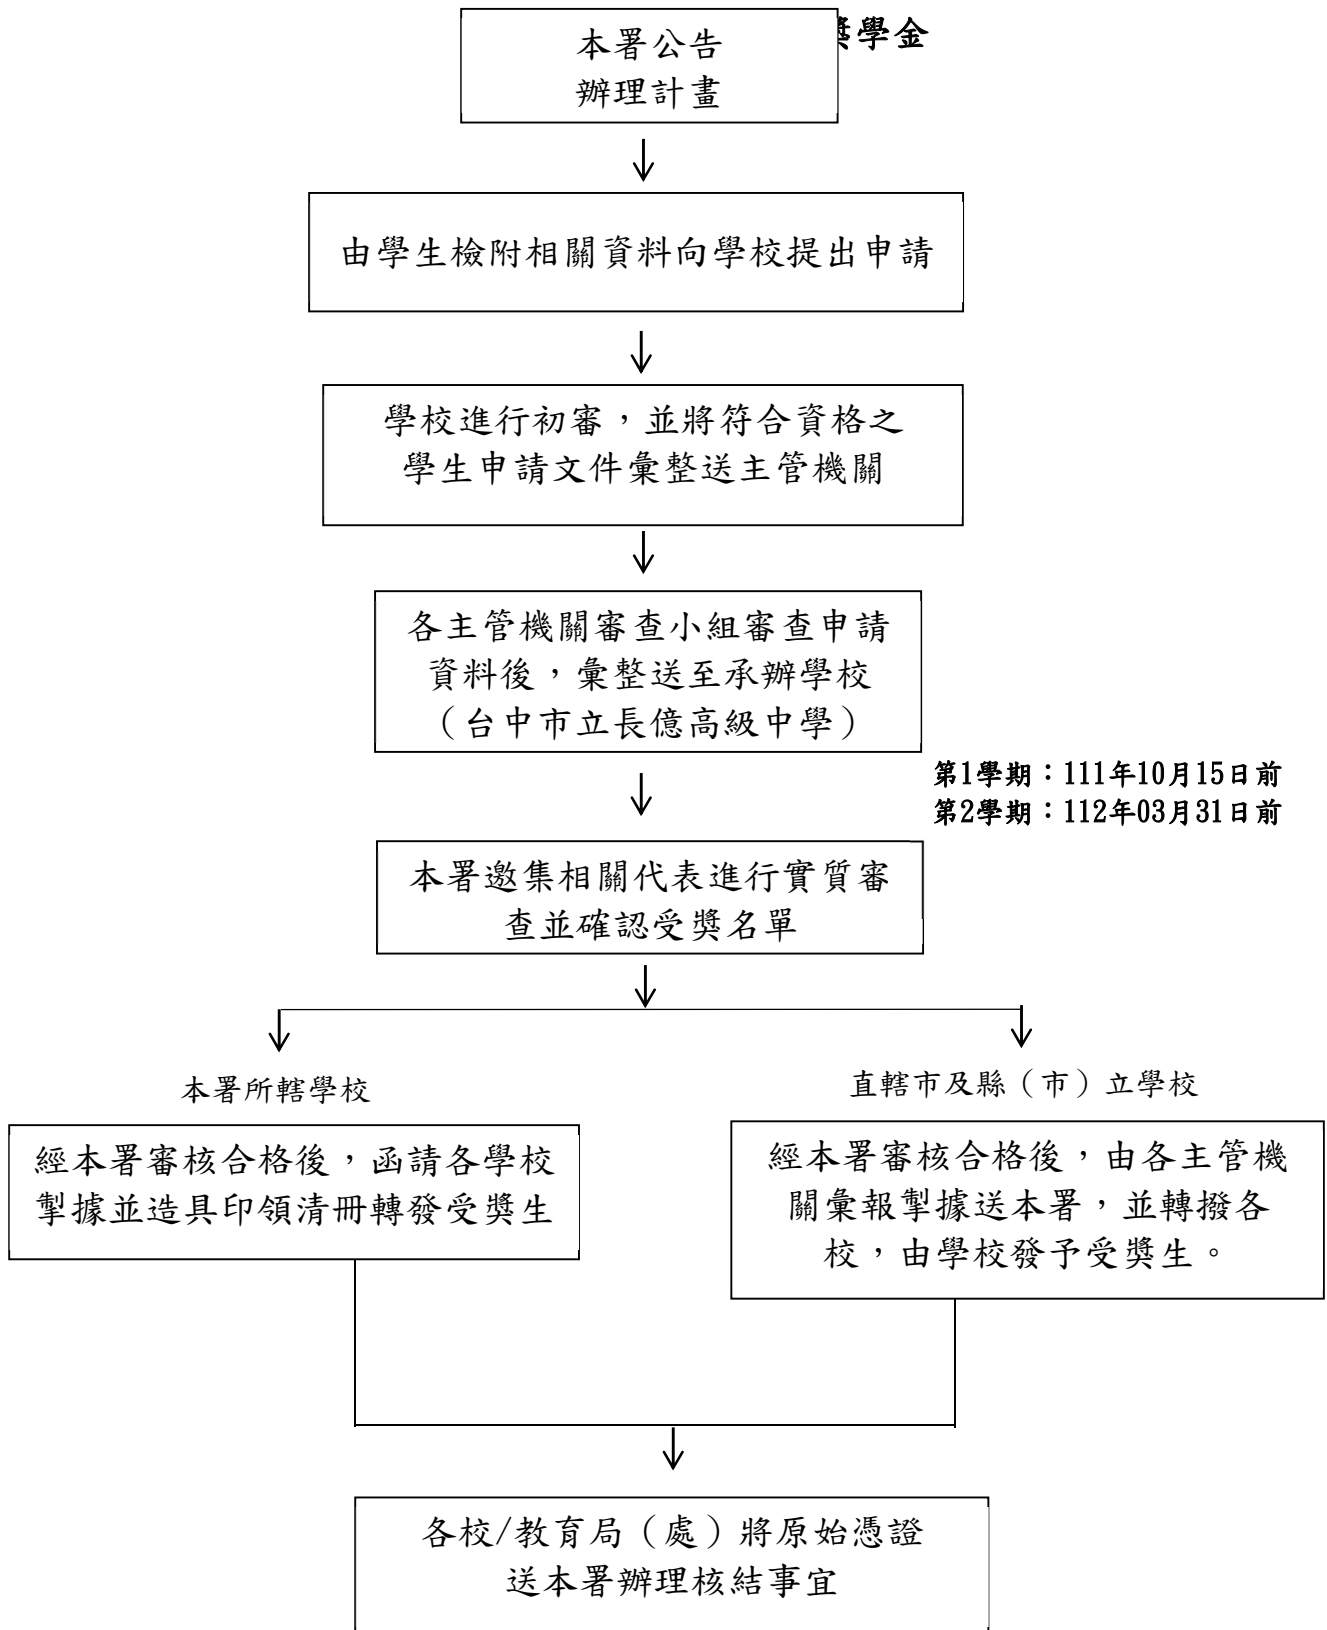 獎學金
本署公告
辦理計畫
由學生檢附相關資料向學校提出申請
學校進行初審，並將符合資格之
學生申請文件彙整送主管機關
各主管機關審查小組審查申請
資料後，彙整送至承辦學校
（台中市立長億高級中學）
第1學期：111年10月15日前
第2學期：112年03月31日前
本署邀集相關代表進行實質審
查並確認受獎名單
本署所轄學校
直轄市及縣（市）立學校
經本署審核合格後，函請各學校
掣據並造具印領清冊轉發受獎生
經本署審核合格後，由各主管機
關彙報掣據送本署，並轉撥各
校，由學校發予受獎生。
各校/教育局（處）將原始憑證
送本署辦理核結事宜